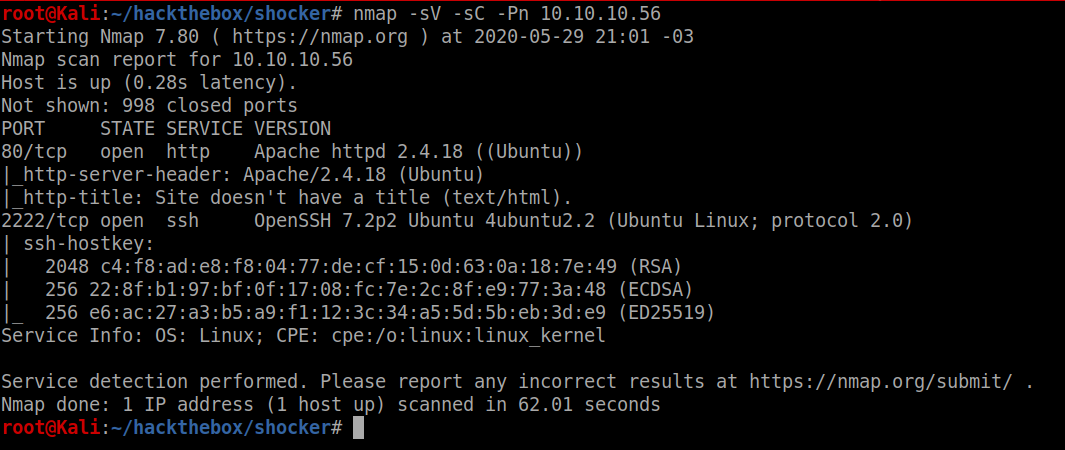 root@Kali:~/hackthebox/shocker# nmap -sV -sC -Pn 10.10.10.56
Starting Nmap 7.80 ( https://nmap.org ) at 2020-05-29 21:01 -03
Nmap scan report for 10.10.10.56
Host is up (0.28s latency).
Not shown: 998 closed ports
PORT     STATE SERVICE VERSION
80/tcp   open  http    Apache httpd 2.4.18 ((Ubuntu))
|_http-server-header: Apache/2.4.18 (Ubuntu)
|_http-title: Site doesn't have a title (text/html).
2222/tcp open  ssh     OpenSSH 7.2p2 Ubuntu 4ubuntu2.2 (Ubuntu Linux; protocol 2.0)
| ssh-hostkey:
|   2048 c4:f8:ad:e8:f8:04:77:de:cf:15:0d:63:0a:18:7e:49 (RSA)
|   256 22:8f:b1:97:bf:0f:17:08:fc:7e:2c:8f:e9:77:3a:48 (ECDSA)
|_  256 e6:ac:27:a3:b5:a9:f1:12:3c:34:a5:5d:5b:eb:3d:e9 (ED25519)
Service Info: OS: Linux; CPE: cpe:/o:linux:linux_kernel
Service detection performed. Please report any incorrect results at https://nmap.org/submit/ .
Nmap done: 1 IP address (1 host up) scanned in 62.01 seconds
root@Kali:~/hackthebox/shocker#